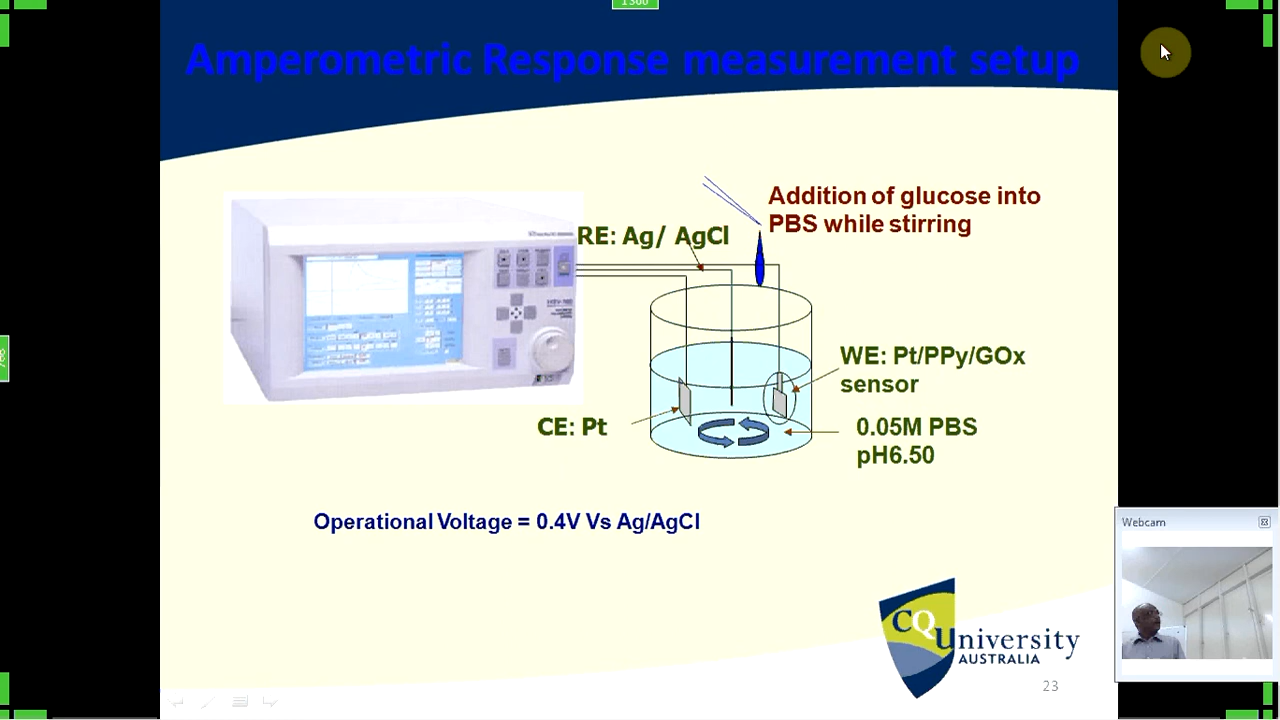 Amperometric Response measurement setup
Addition of glucose into
PBS while stirring
RE: Ag/ AgCl
WE: Pt/PPy/GOx
sensor
CE: Pt
0.05M PBS
pH6.50
Operational Voltage = 0.4V Vs Ag/AgCl
Webcam
CQUniversity
AUSTRALIA
23